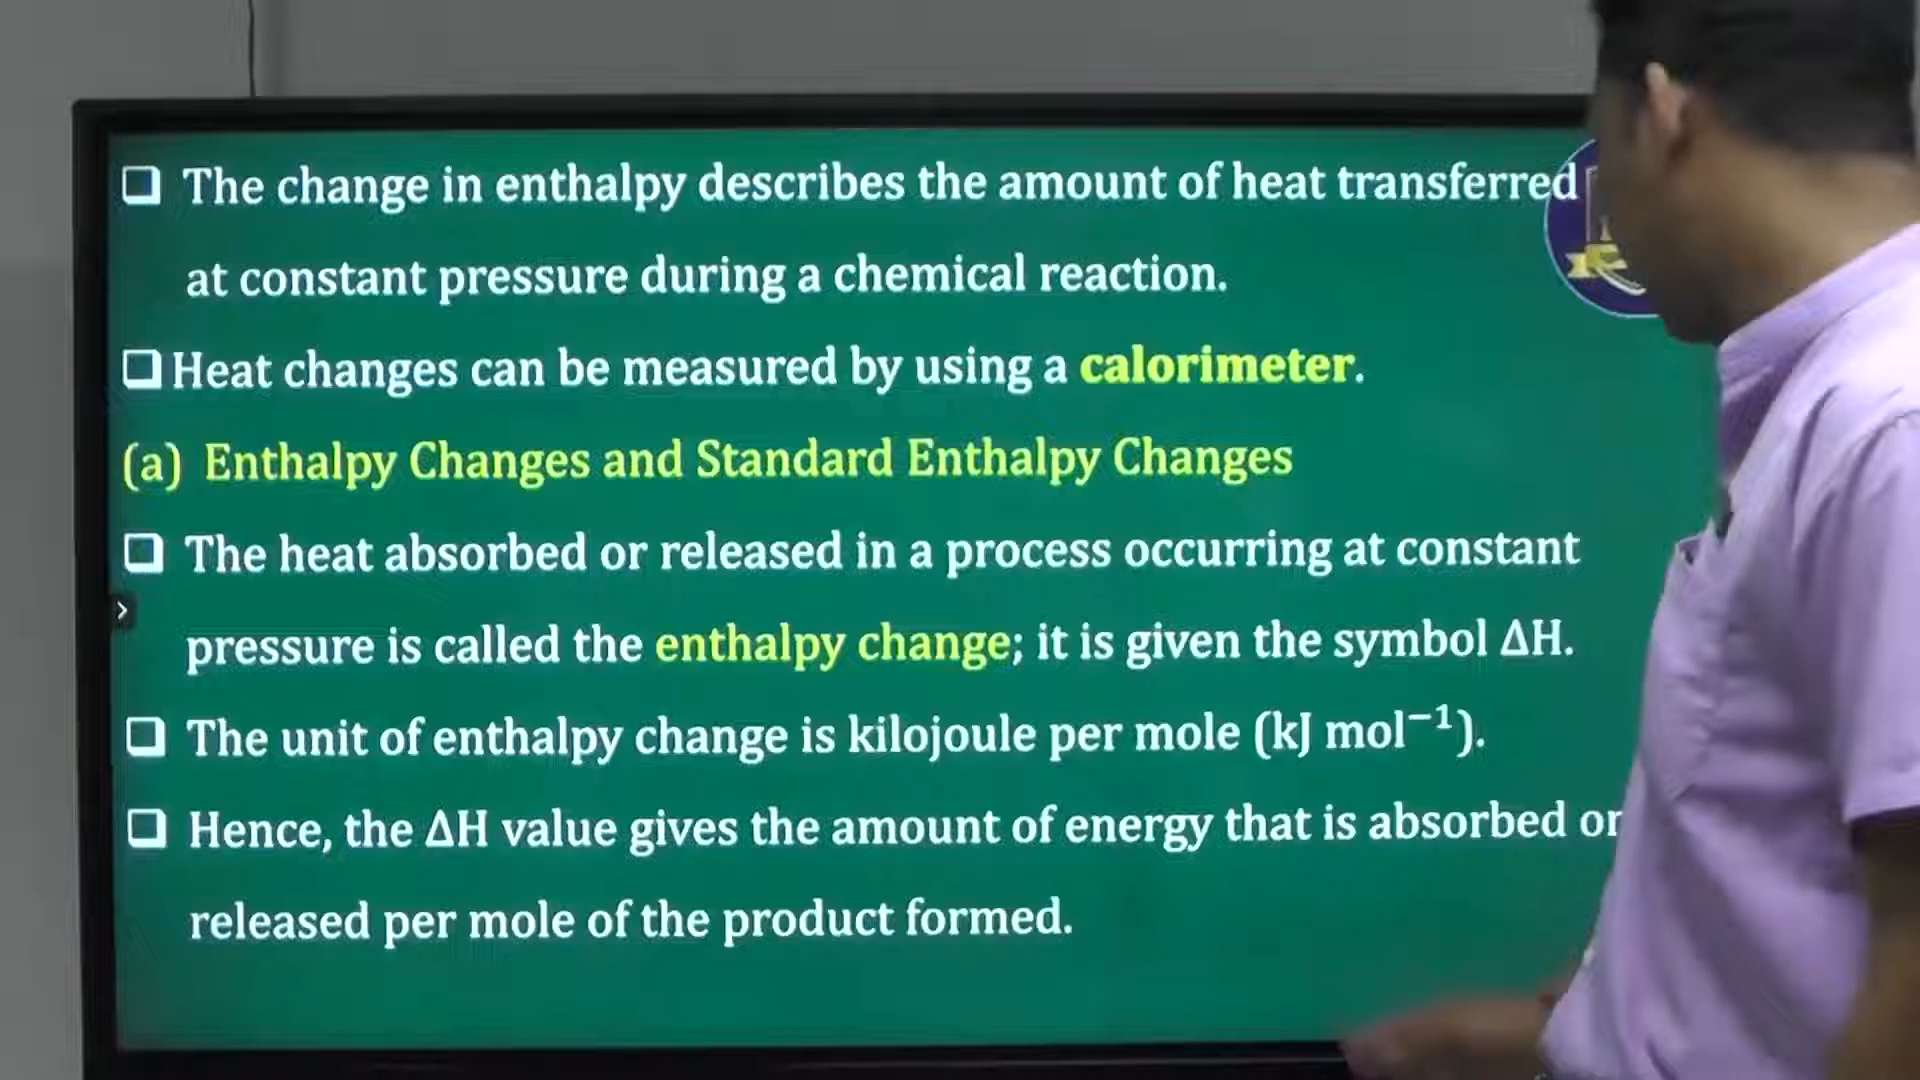 ❑ The change in enthalpy describes the amount of heat transferred
at constant pressure during a chemical reaction.
❑ Heat changes can be measured by using a calorimeter.
(a) Enthalpy Changes and Standard Enthalpy Changes
❑ The heat absorbed or released in a process occurring at constant
pressure is called the enthalpy change; it is given the symbol ΔH.
❑ The unit of enthalpy change is kilojoule per mole (kJ mol⁻¹).
❑ Hence, the ΔH value gives the amount of energy that is absorbed or
released per mole of the product formed.